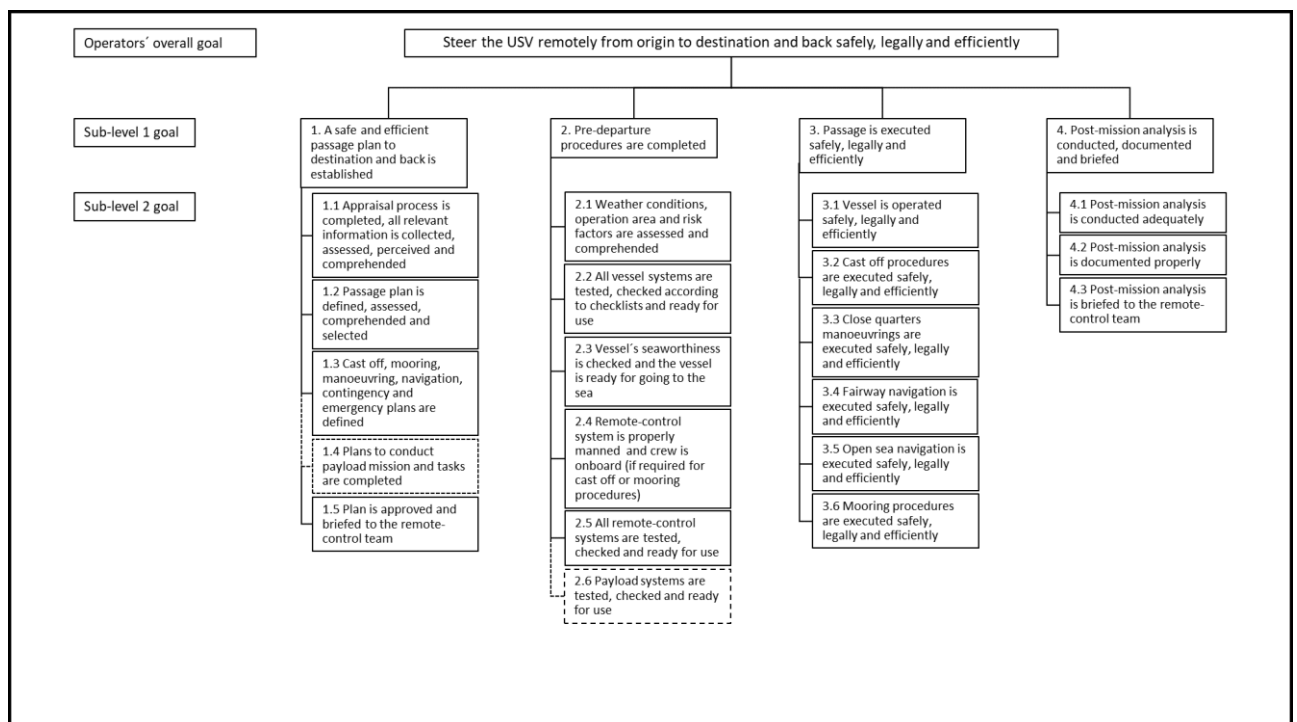 Operators´ overall goal
Steer the USV remotely from origin to destination and back safely, legally and efficiently
Sub-level 1 goal
1. A safe and efficient
passage plan to
destination and back is
established
2. Pre-departure
procedures are completed
3. Passage is executed
safely, legally and
efficiently
4. Post-mission analysis is
conducted, documented
and briefed
Sub-level 2 goal
1.1 Appraisal process is
completed, all relevant
information is collected,
assessed, perceived and
comprehended
1.2 Passage plan is
defined, assessed,
comprehended and
selected
1.3 Cast off, mooring,
manoeuvring, navigation,
contingency and
emergency plans are
defined
1.4 Plans to conduct
payload mission and tasks
are completed
1.5 Plan is approved and
briefed to the remote-
control team
2.1 Weather conditions,
operation area and risk
factors are assessed and
comprehended
2.2 All vessel systems are
tested, checked according
to checklists and ready for
use
2.3 Vessel´s seaworthiness
is checked and the vessel
is ready for going to the
sea
2.4 Remote-control
system is properly
manned and crew is
onboard (if required for
cast off or mooring
procedures)
2.5 All remote-control
systems are tested,
checked and ready for use
2.6 Payload systems are
tested, checked and ready
for use
3.1 Vessel is operated
safely, legally and
efficiently
3.2 Cast off procedures
are executed safely,
legally and efficiently
3.3 Close quarters
manoeuvrings are
executed safely, legally
and efficiently
3.4 Fairway navigation is
executed safely, legally
and efficiently
3.5 Open sea navigation is
executed safely, legally
and efficiently
3.6 Mooring procedures
are executed safely,
legally and efficiently
4.1 Post-mission analysis
is conducted adequately
4.2 Post-mission analysis
is documented properly
4.3 Post-mission analysis
is briefed to the remote-
control team